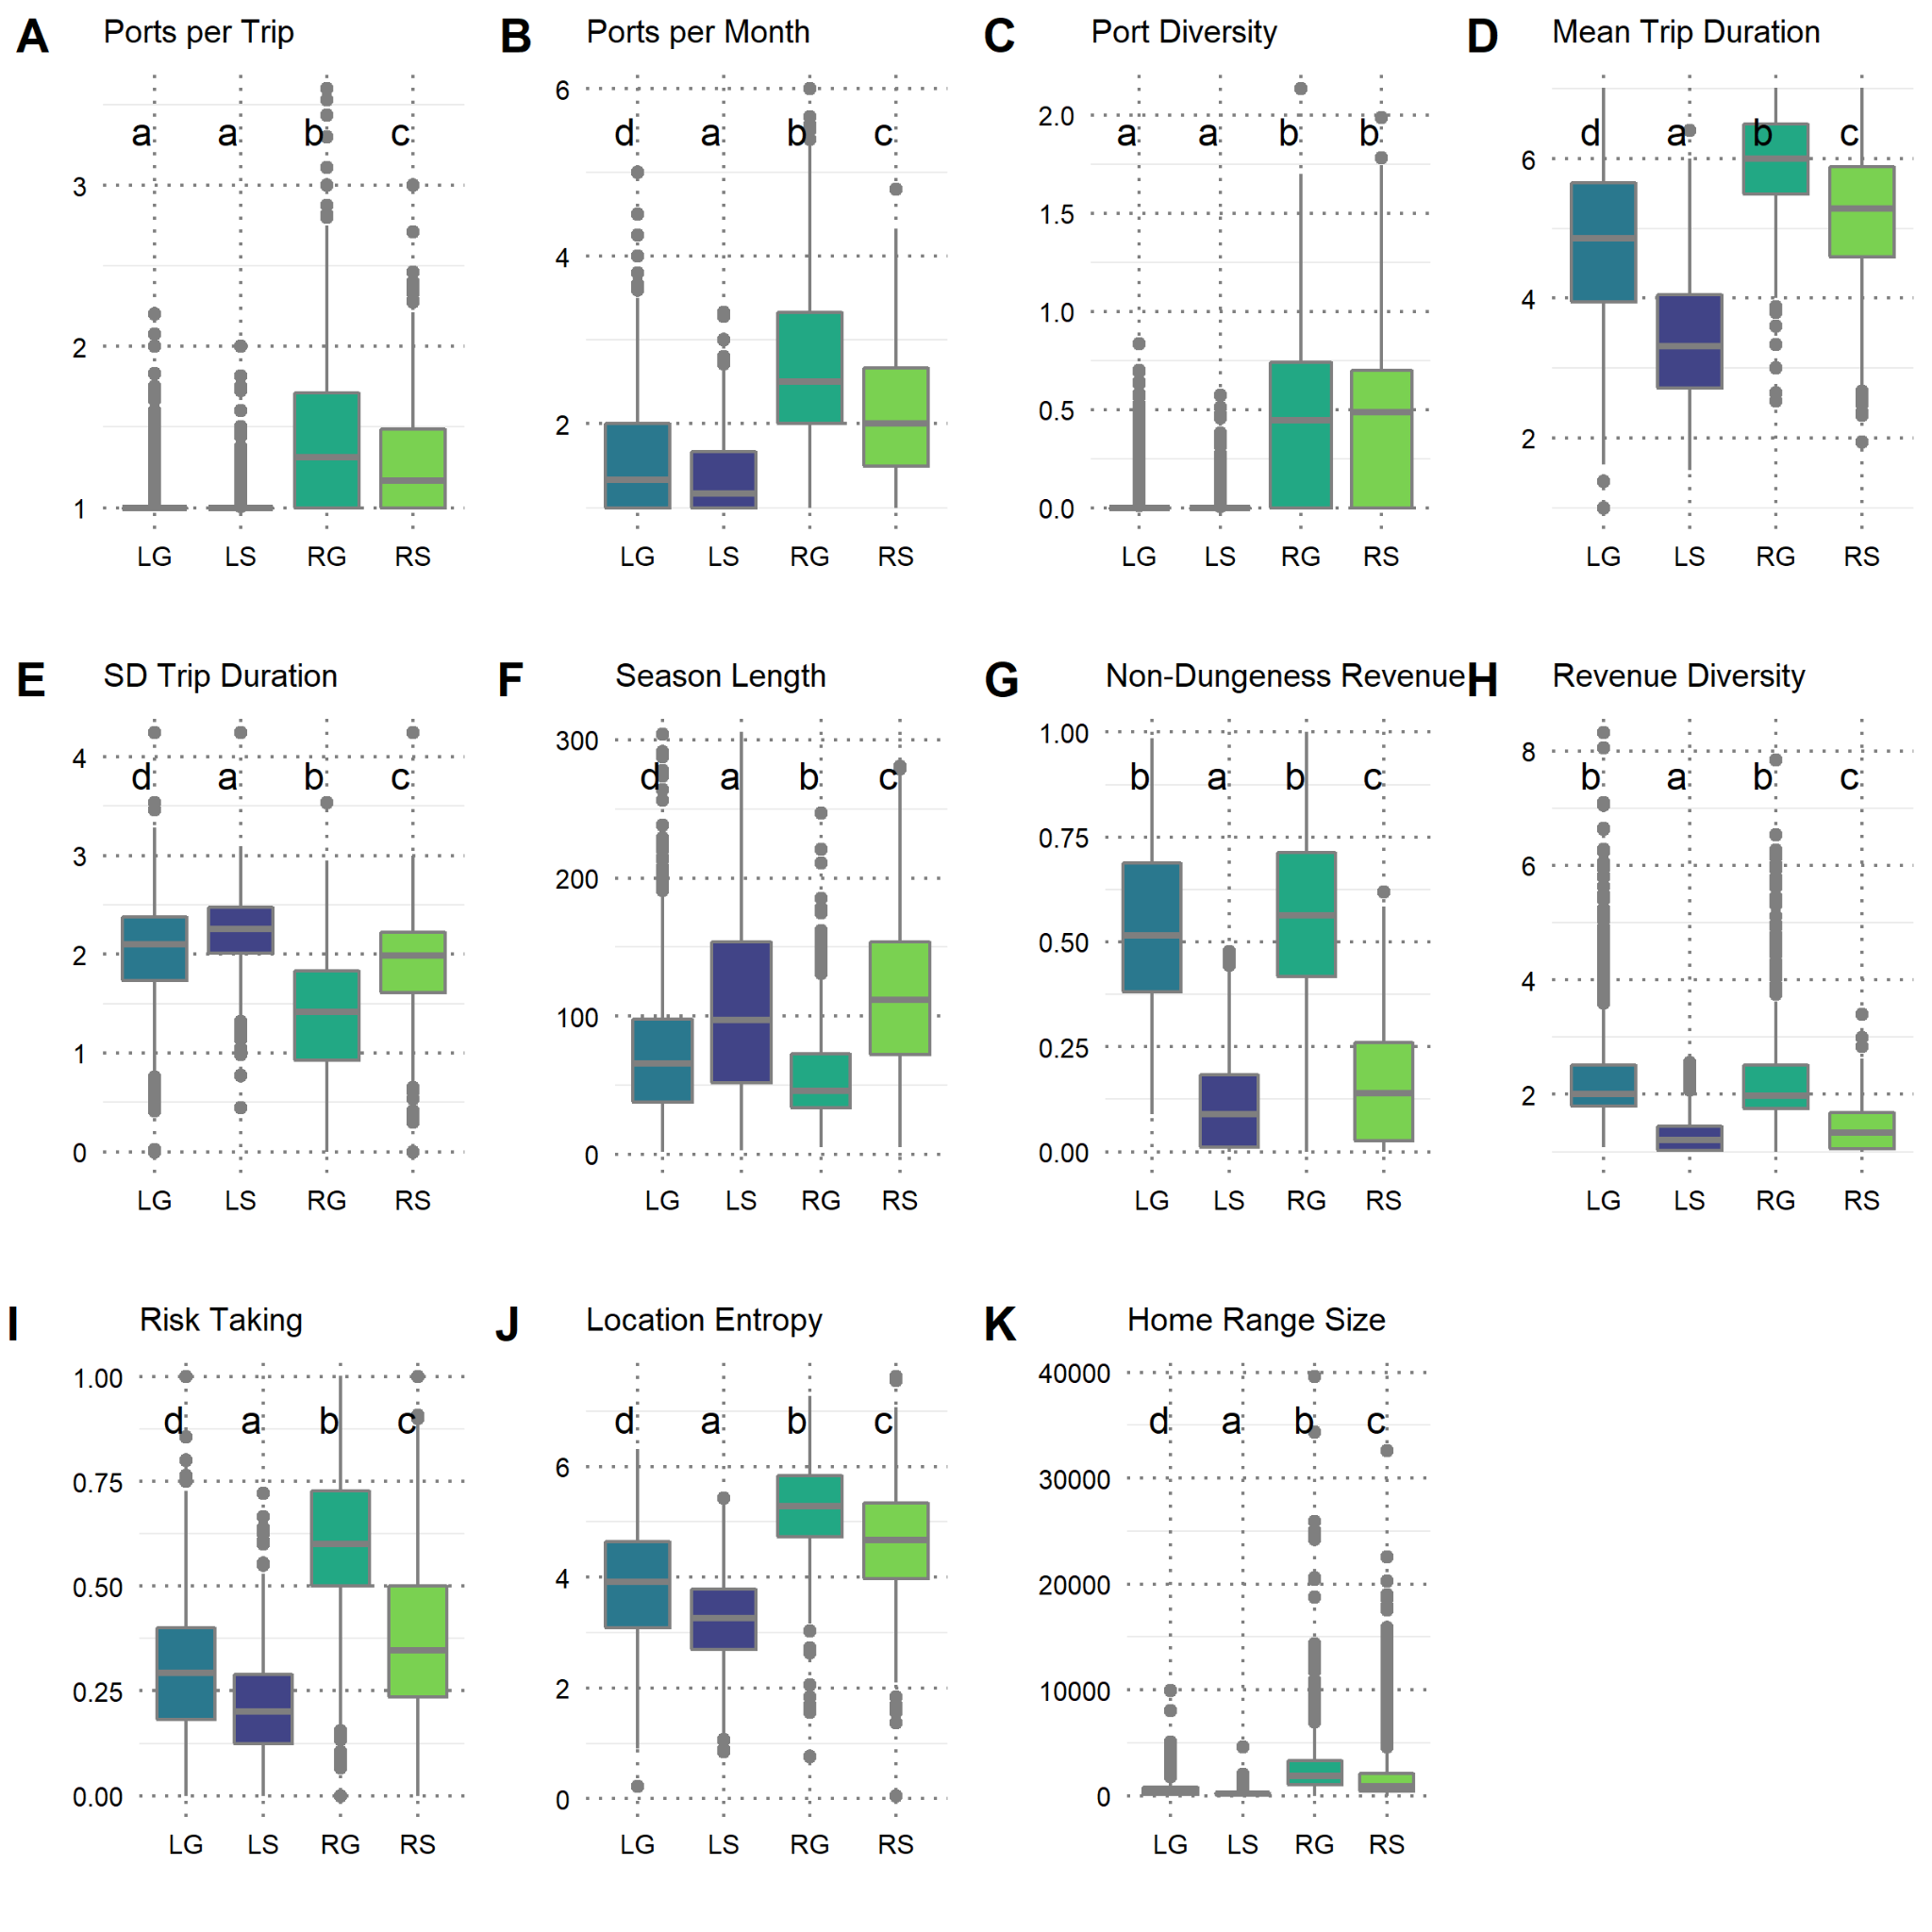 A Ports per Trip B Ports per Month C Port Diversity D Mean Trip Duration
a a b c
3
2
1
LG LS RG RS
d a b c
6
4
2
LG LS RG RS
a a b b
2.0
1.5
1.0
0.5
0.0
LG LS RG RS
d a b c
6
4
2
LG LS RG RS
E SD Trip Duration F Season Length G Non-Dungeness Revenue H Revenue Diversity
d a b c
4
3
2
1
0
LG LS RG RS
d a b c
300
200
100
0
LG LS RG RS
b a b c
1.00
0.75
0.50
0.25
0.00
LG LS RG RS
b a b c
8
6
4
2
LG LS RG RS
I Risk Taking J Location Entropy K Home Range Size
d a b c
1.00
0.75
0.50
0.25
0.00
LG LS RG RS
d a b c
6
4
2
0
LG LS RG RS
d a b c
40000
30000
20000
10000
0
LG LS RG RS